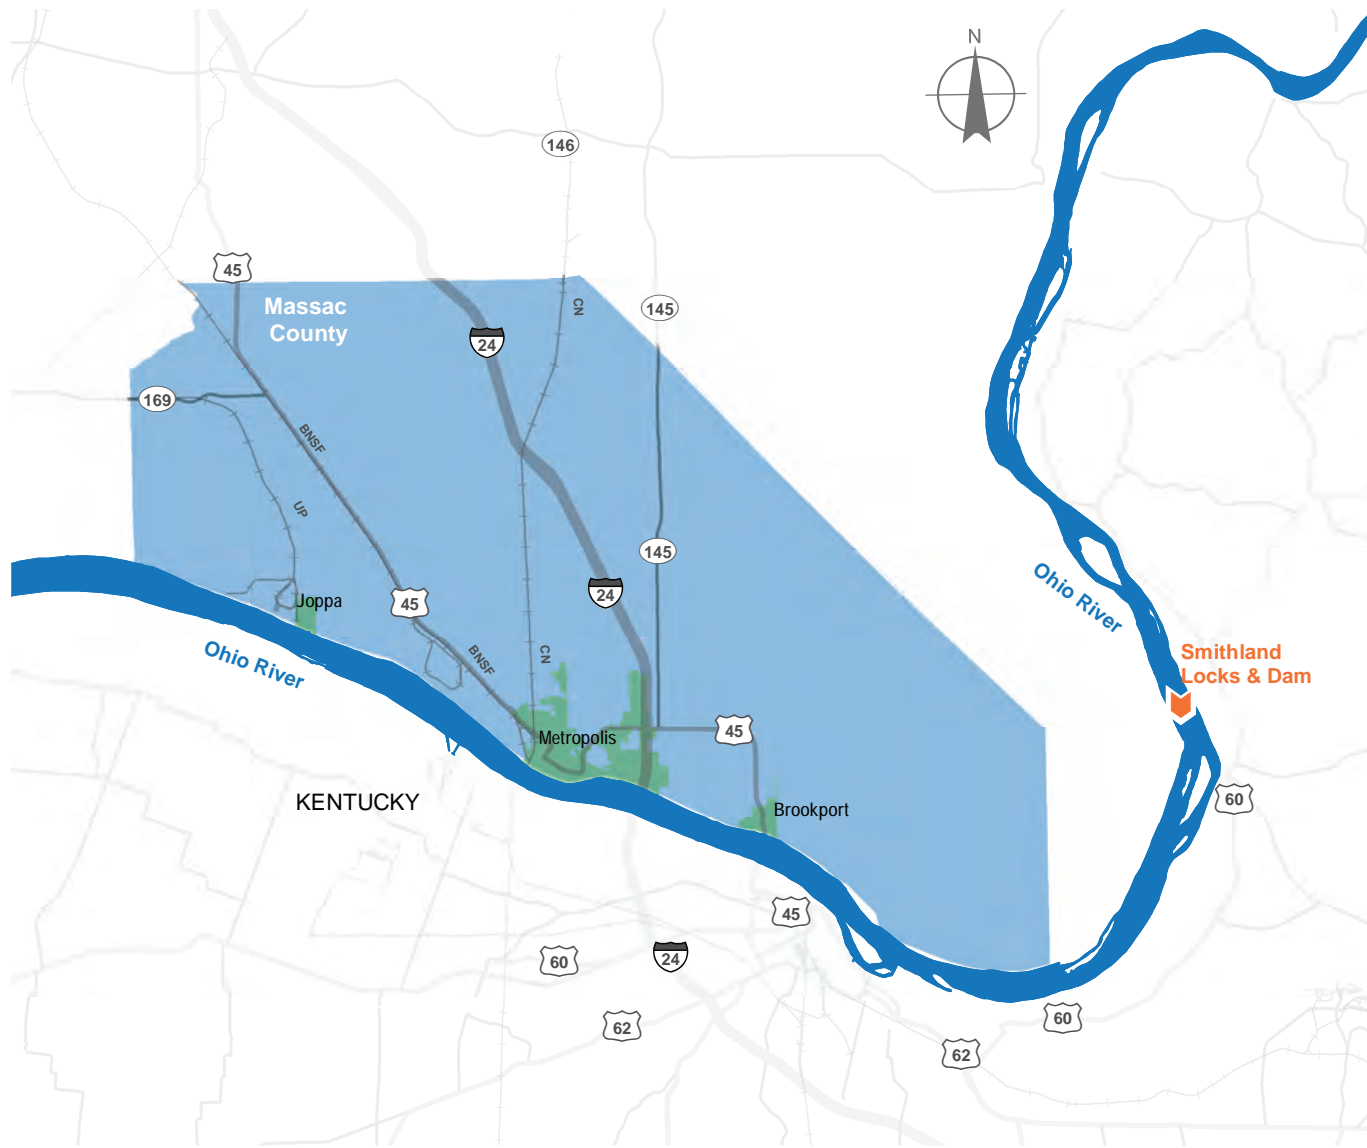 N
146
45
Massac
County
CN
145
24
169
BNSF
UP
145
Ohio River
24
Joppa
45
Ohio River
BNSF
CN
Smithland
Locks & Dam
Metropolis
45
60
KENTUCKY
Brookport
45
60
24
60
62
62